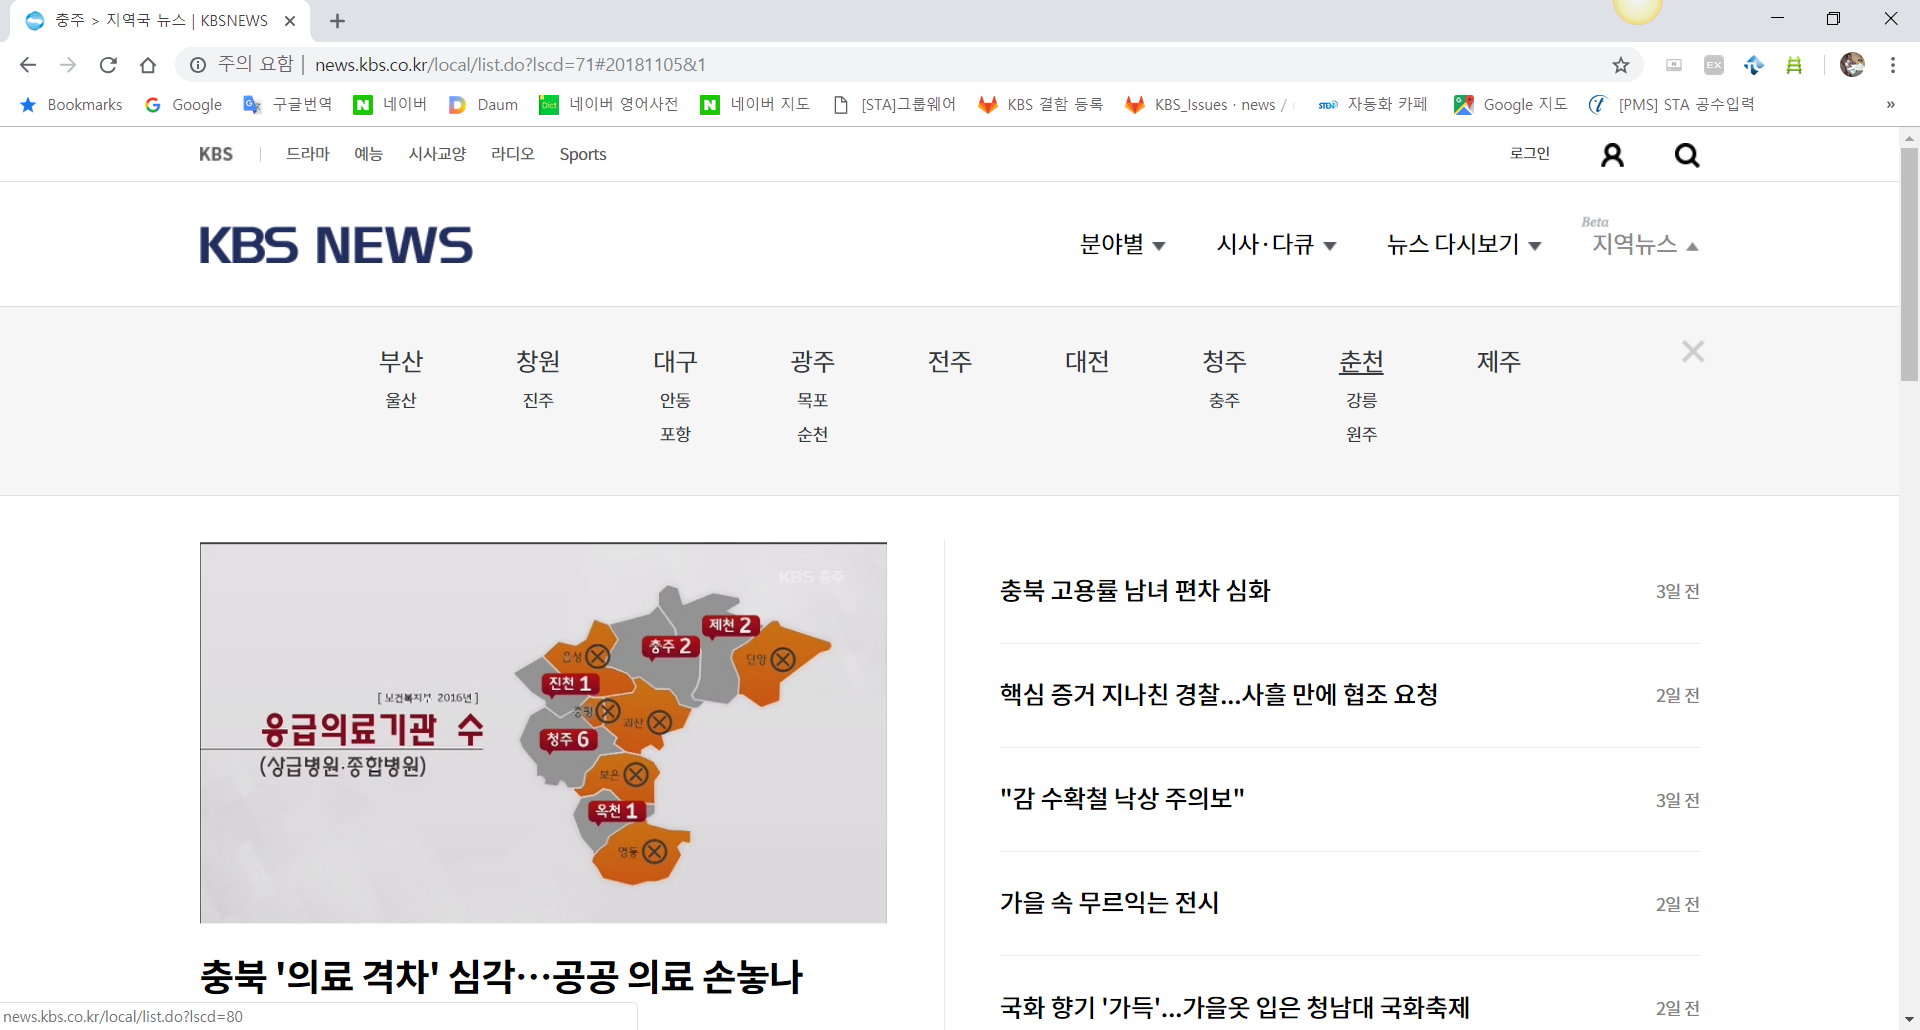 충주 > 지역국 뉴스 | KBSNEWS
주의 요함 | news.kbs.co.kr/local/list.do?lscd=71#20181105&1
EX
Bookmarks Google 구글번역 네이버 Daum 네이버 영어사전 네이버 지도 [STA]그룹웨어 KBS 결함 등록 KBS_Issues · news / 자동화 카페 Google 지도 [PMS] STA 공수입력 »
KBS | 드라마 예능 시사교양 라디오 Sports 로그인
KBS NEWS
분야별 시사·다큐 뉴스 다시보기 Beta 지역뉴스
부산 창원 대구 광주 전주 대전 청주 춘천 제주
울산 진주 안동 목포 충주 강릉
포항 순천 원주
KBS 충주
제천 2
충주 2
음성
단양
진천 1
[ 보건복지부 2016년 ]
증평
괴산
응급의료기관 수
청주 6
(상급병원·종합병원)
보은
옥천 1
영동
충북 '의료 격차' 심각…공공 의료 손놓나
충북 고용률 남녀 편차 심화 3일 전
핵심 증거 지나친 경찰...사흘 만에 협조 요청 2일 전
"감 수확철 낙상 주의보" 3일 전
가을 속 무르익는 전시 2일 전
국화 향기 '가득'...가을옷 입은 청남대 국화축제 2일 전
news.kbs.co.kr/local/list.do?lscd=80